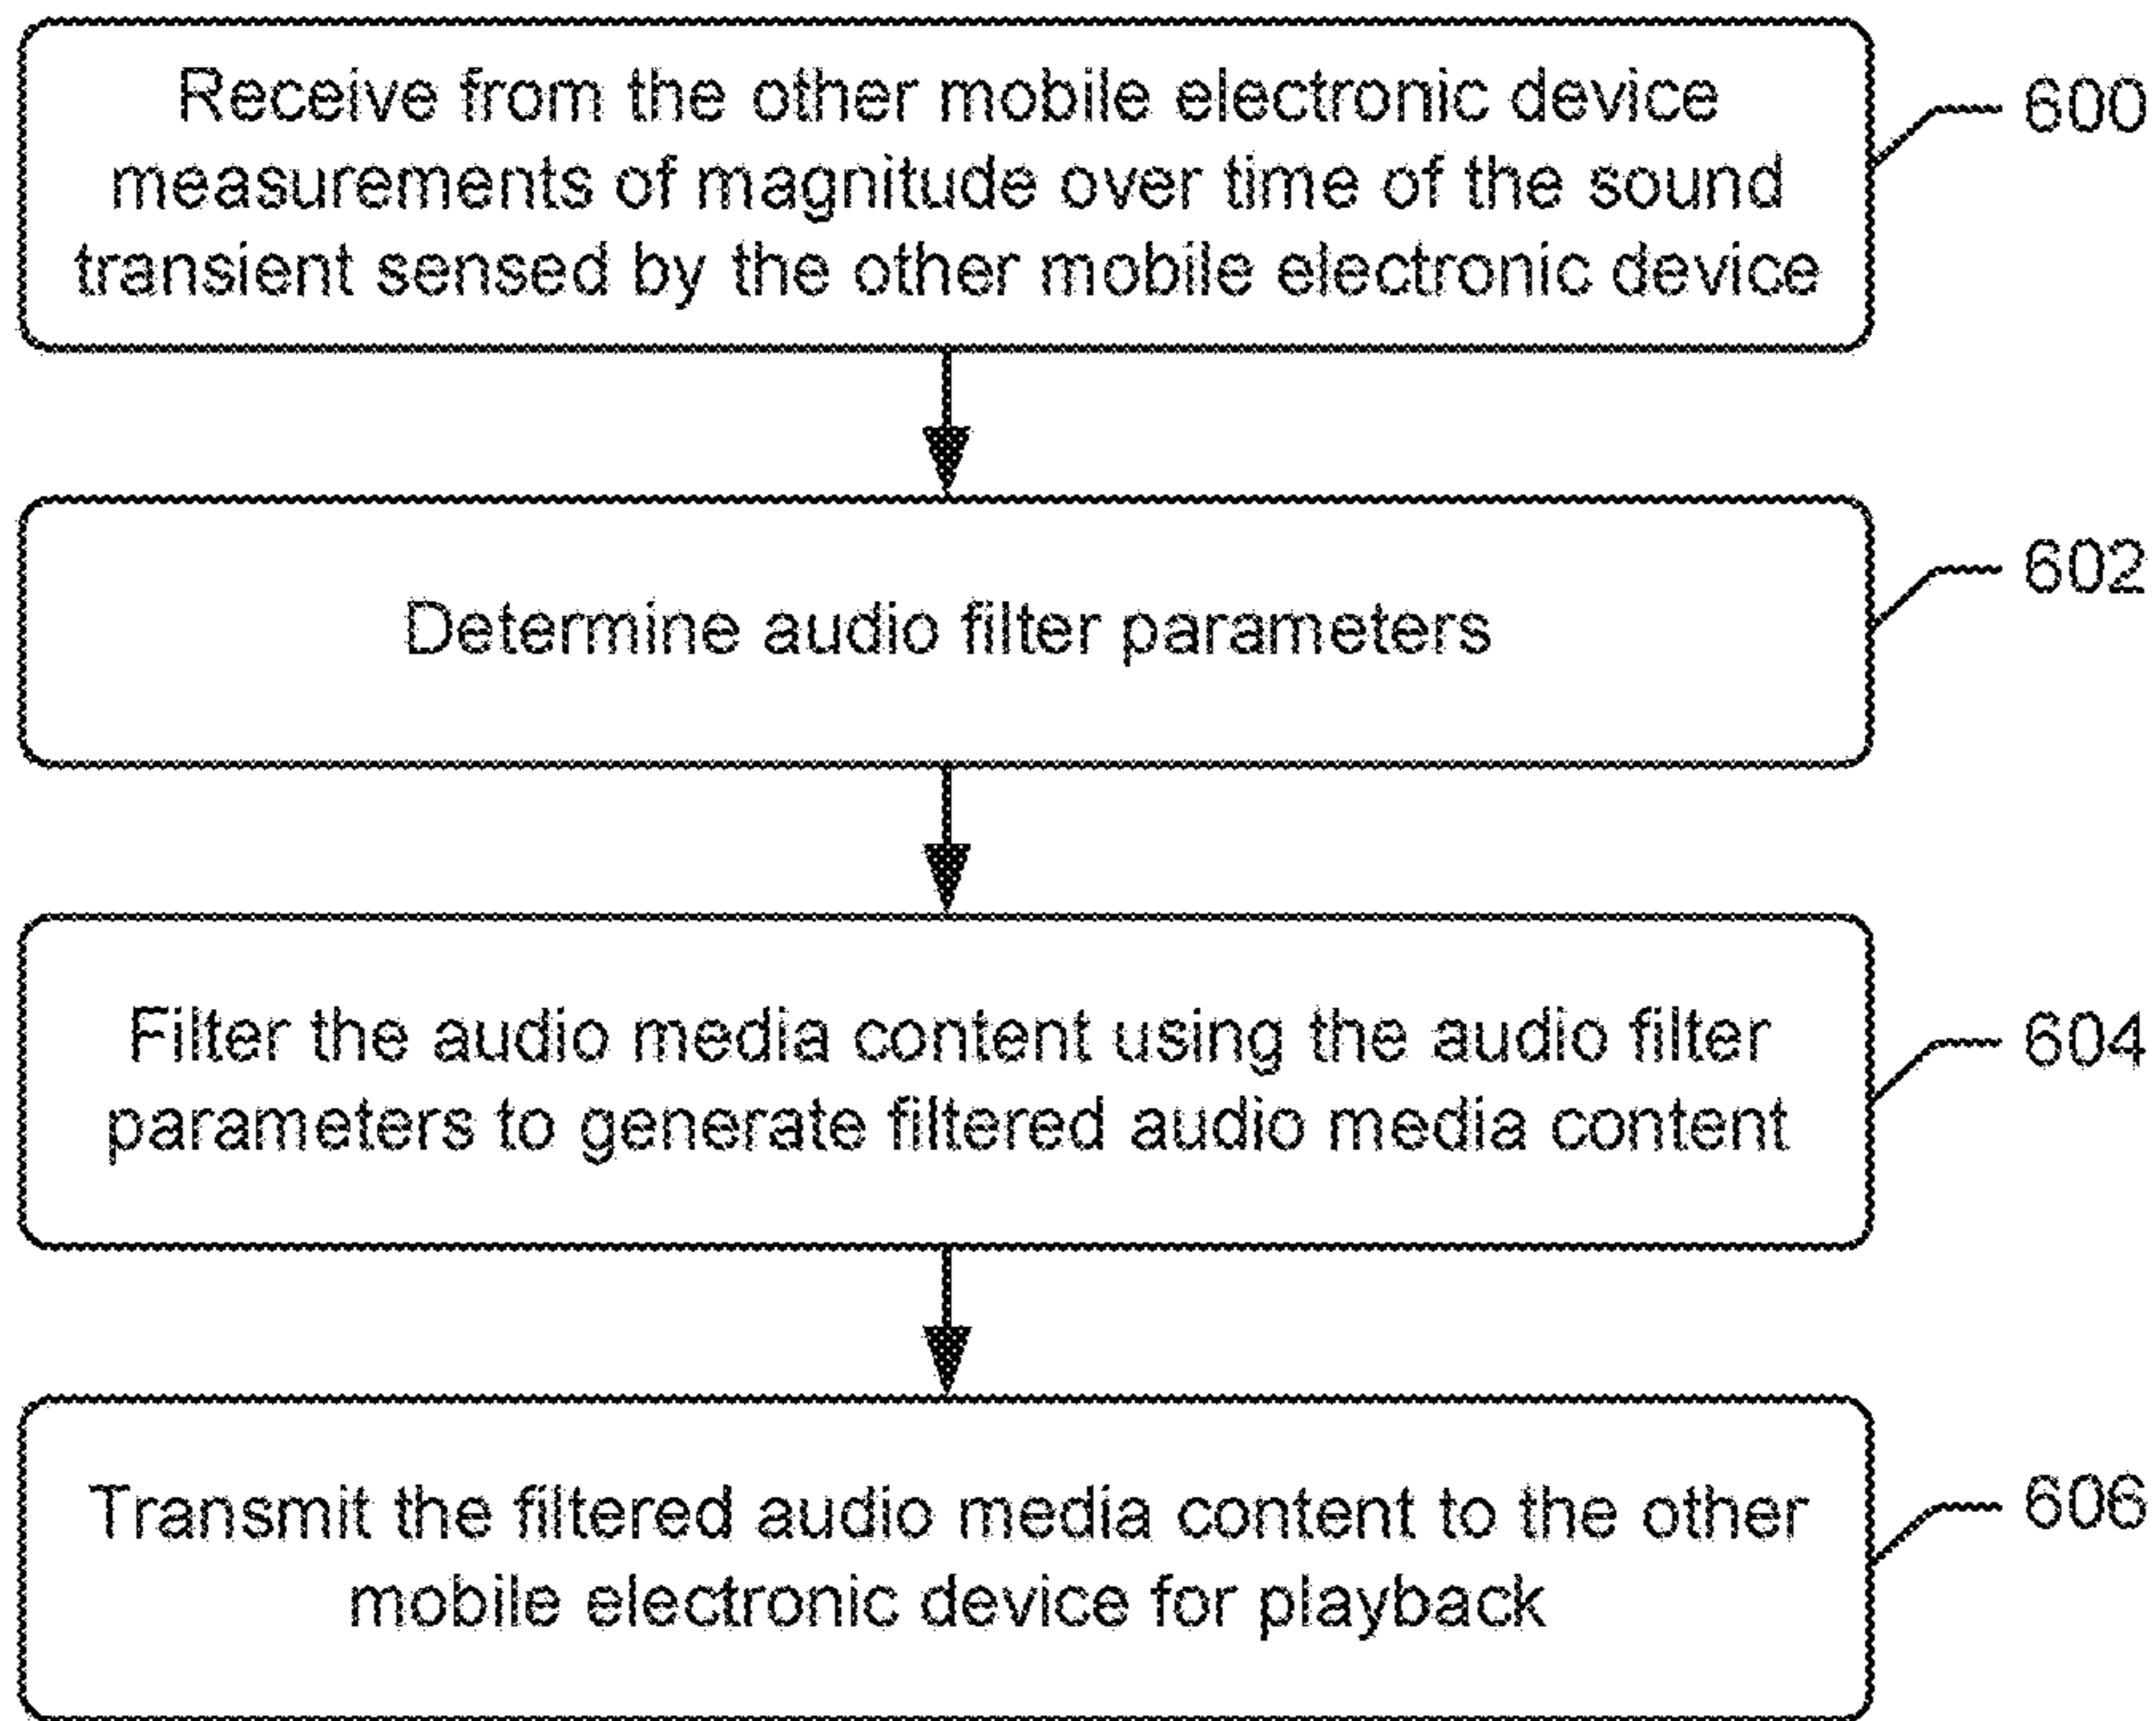 Receive from the other mobile electronic device
measurements of magnitude over time of the sound
transient sensed by the other mobile electronic device
600
Determine audio filter parameters
602
Filter the audio media content using the audio filter
parameters to generate filtered audio media content
604
Transmit the filtered audio media content to the other
mobile electronic device for playback
606